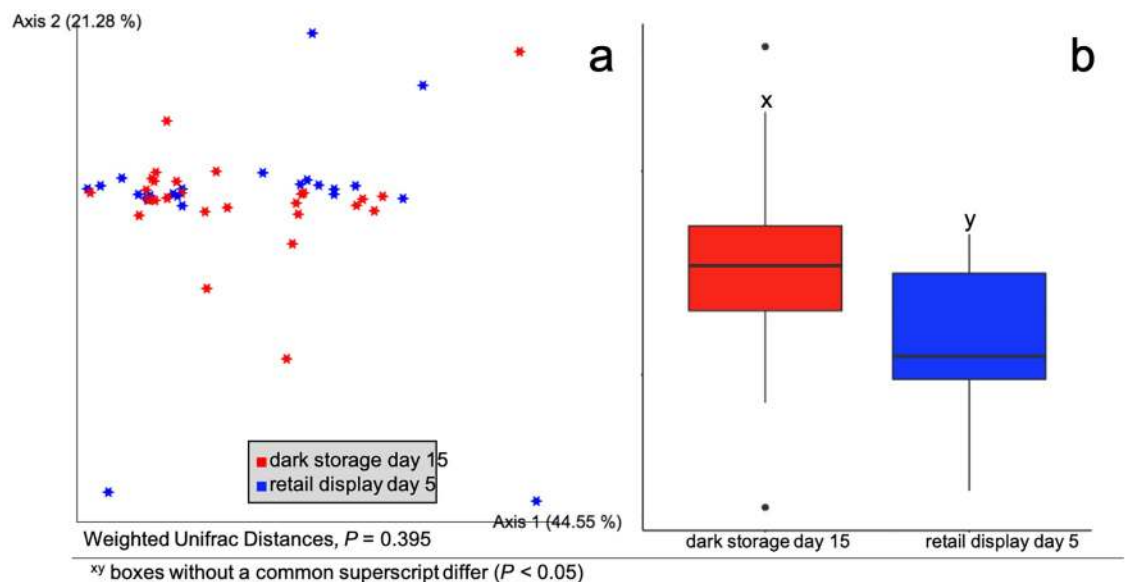 Axis 2 (21.28 %)
a
dark storage day 15
retail display day 5
Axis 1 (44.55 %)
Weighted Unifrac Distances, P = 0.395
b
x
y
dark storage day 15
retail display day 5
xy boxes without a common superscript differ (P < 0.05)